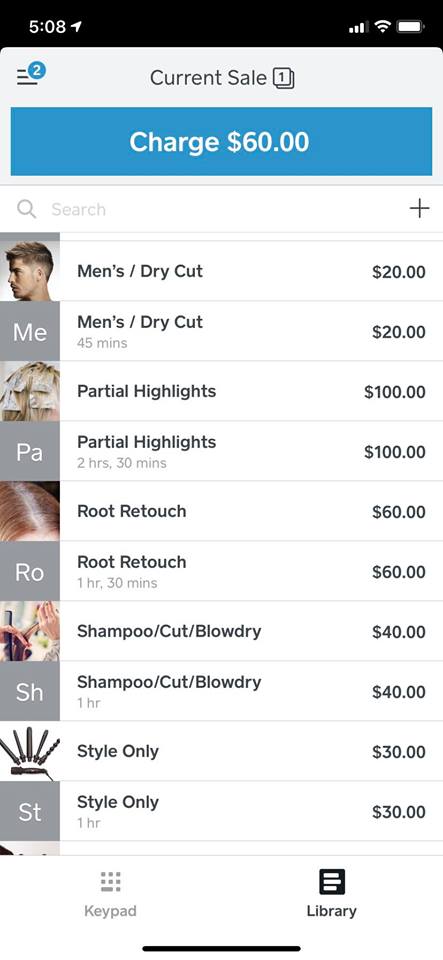 5:08
2
Current Sale 1
Charge $60.00
Search
Men's / Dry Cut $20.00
Me Men's / Dry Cut $20.00
45 mins
Partial Highlights $100.00
Pa Partial Highlights $100.00
2 hrs, 30 mins
Root Retouch $60.00
Ro Root Retouch $60.00
1 hr, 30 mins
Shampoo/Cut/Blowdry $40.00
Sh Shampoo/Cut/Blowdry $40.00
1 hr
Style Only $30.00
St Style Only $30.00
1 hr
Keypad Library